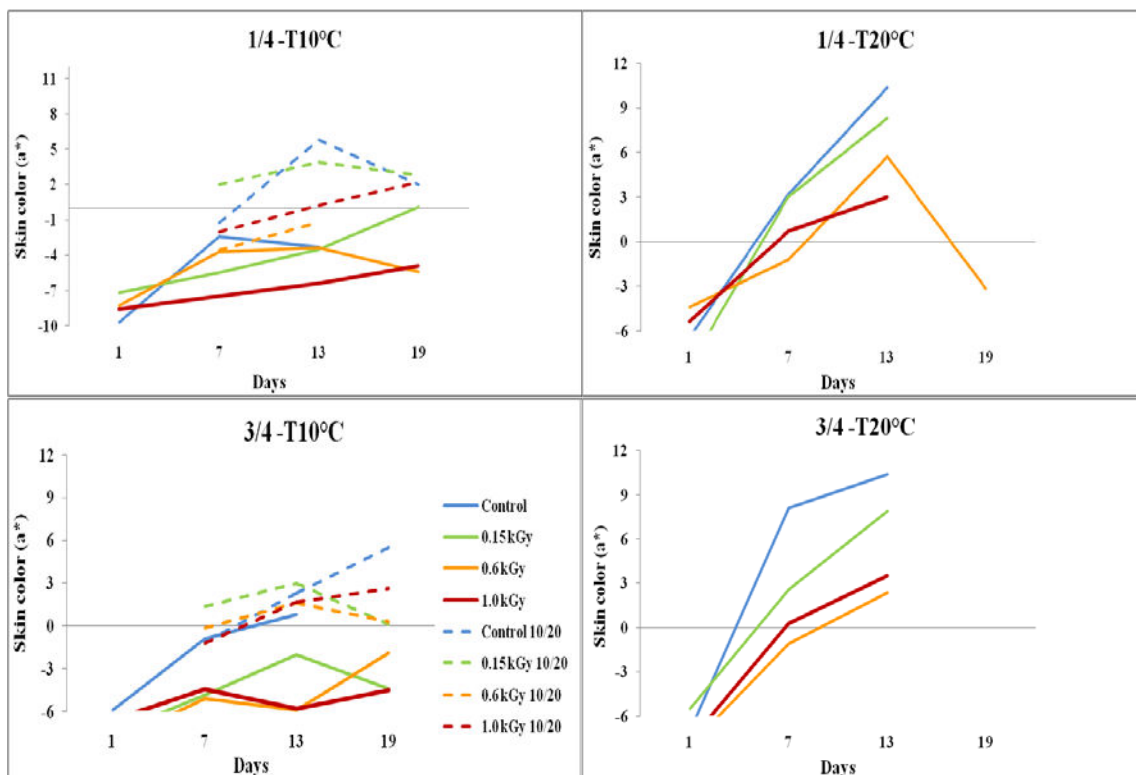 1/4 -T10°C
Skin color (a*)
11
8
5
2
-1
-4
-7
-10
1 7 13 19
Days
1/4 -T20°C
Skin color (a*)
12
9
6
3
0
-3
-6
1 7 13 19
Days
3/4 -T10°C
Skin color (a*)
12
9
6
3
0
-3
-6
1 7 13 19
Days
Control
0.15kGy
0.6kGy
1.0kGy
Control 10/20
0.15kGy 10/20
0.6kGy 10/20
1.0kGy 10/20
3/4 -T20°C
Skin color (a*)
12
9
6
3
0
-3
-6
1 7 13 19
Days